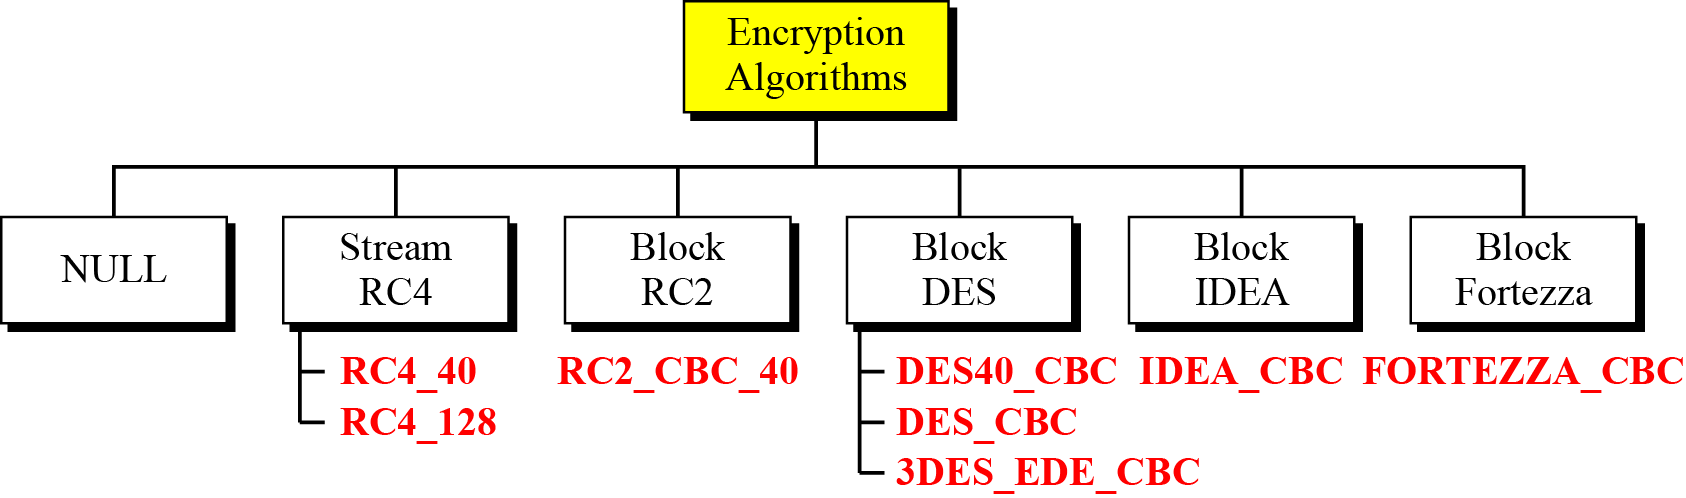 Encryption
Algorithms
NULL
Stream
RC4
Block
RC2
Block
DES
Block
IDEA
Block
Fortezza
RC4_40
RC4_128
RC2_CBC_40
DES40_CBC
DES_CBC
3DES_EDE_CBC
IDEA_CBC
FORTEZZA_CBC